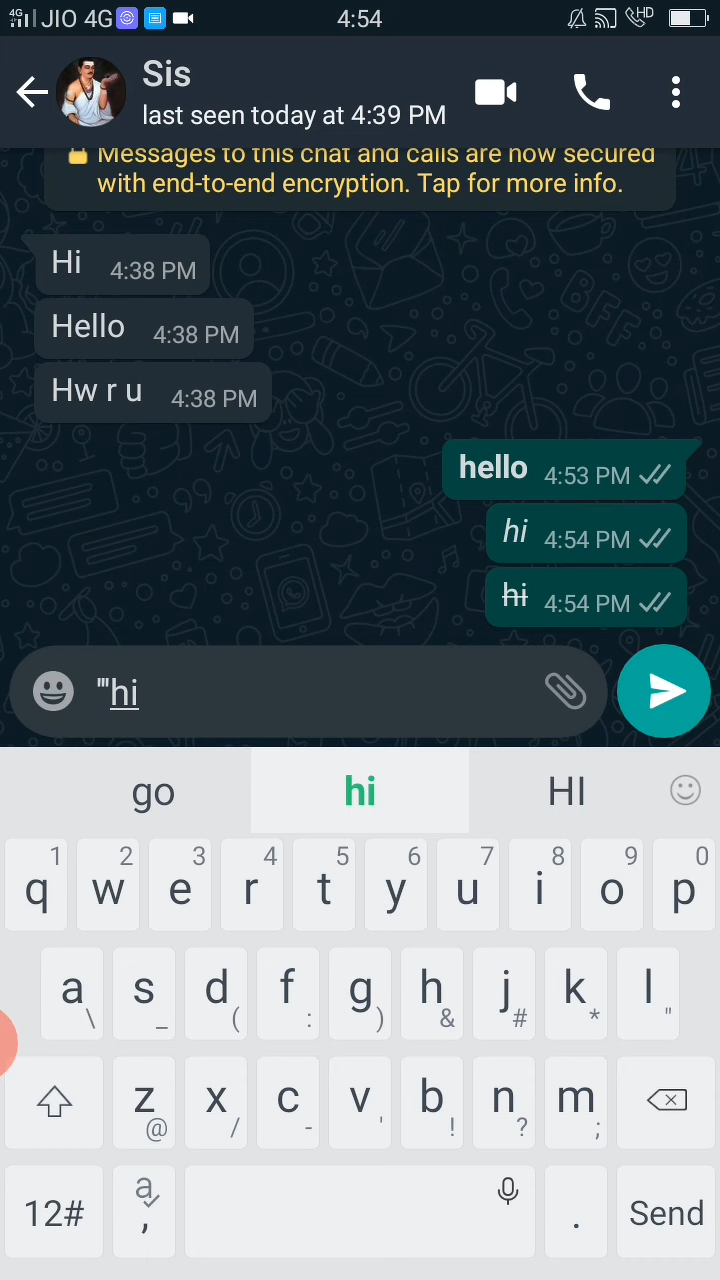 4G JIO 4G 4:54 HD
Sis
last seen today at 4:39 PM
Messages to this chat and calls are now secured
with end-to-end encryption. Tap for more info.
Hi 4:38 PM
Hello 4:38 PM
Hw r u 4:38 PM
hello 4:53 PM
hi 4:54 PM
hi 4:54 PM
'''hi
go hi HI
1 2 3 4 5 6 7 8 9 0
q w e r t y u i o p
a s d f g h j k l
\ _ ( : ) & # * "
z x c v b n m
@ / - ' ! ? ;
12# a , . Send